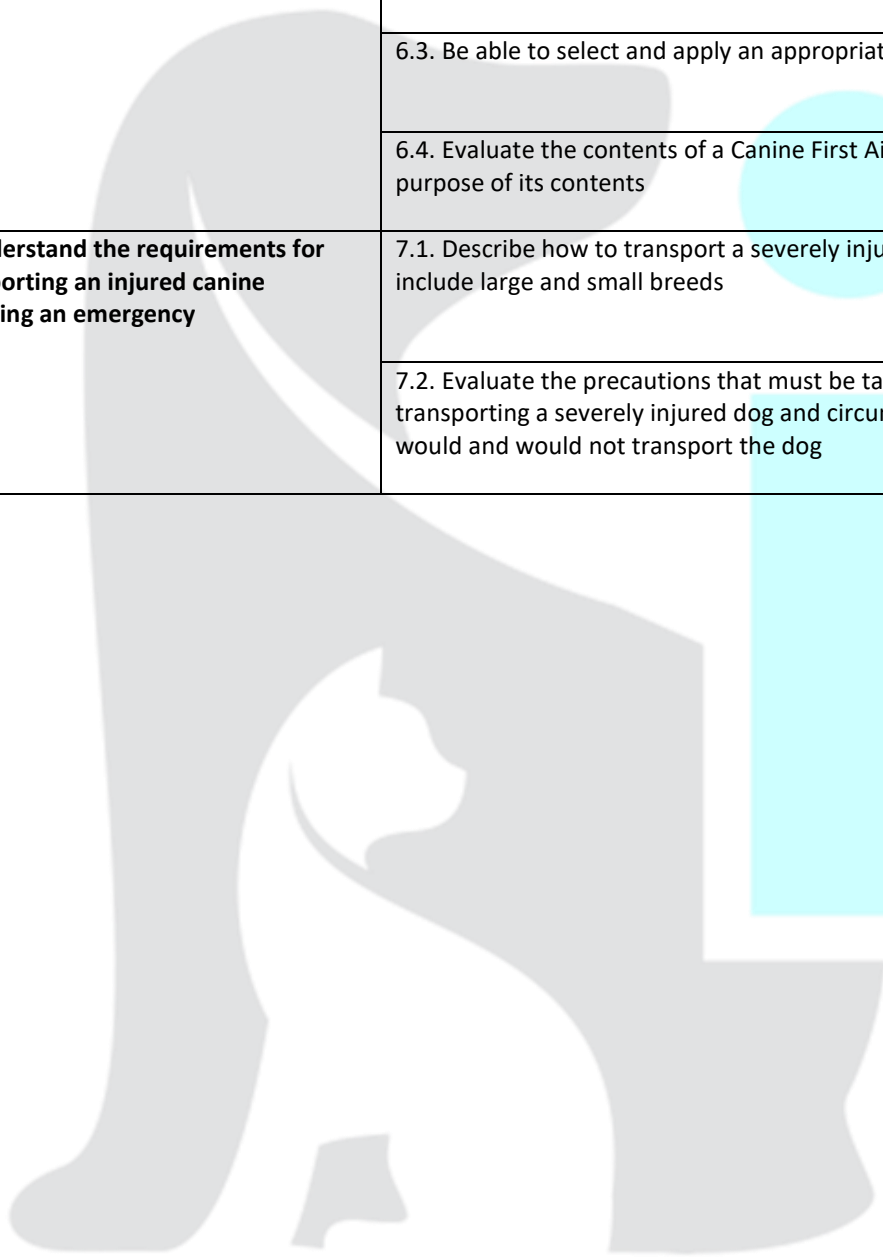 6.3. Be able to select and apply an appropriat
6.4. Evaluate the contents of a Canine First Ai
purpose of its contents
lerstand the requirements for
orting an injured canine
ing an emergency
7.1. Describe how to transport a severely inju
include large and small breeds
7.2. Evaluate the precautions that must be ta
transporting a severely injured dog and circu
would and would not transport the dog